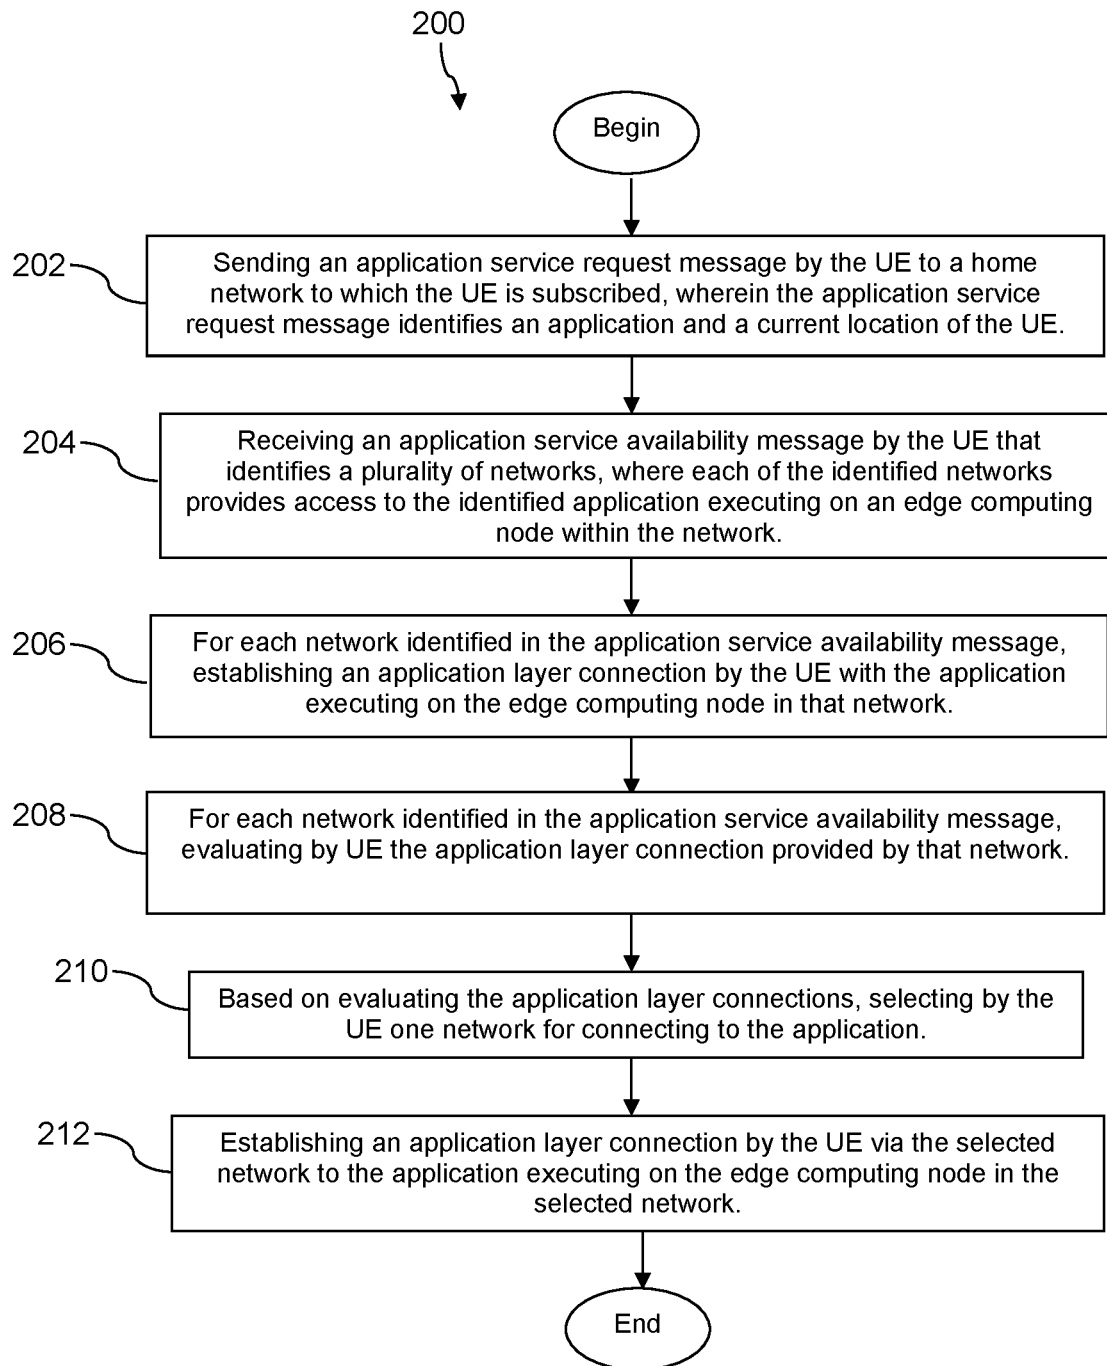 200
Begin
202
Sending an application service request message by the UE to a home
network to which the UE is subscribed, wherein the application service
request message identifies an application and a current location of the UE.
204
Receiving an application service availability message by the UE that
identifies a plurality of networks, where each of the identified networks
provides access to the identified application executing on an edge computing
node within the network.
206
For each network identified in the application service availability message,
establishing an application layer connection by the UE with the application
executing on the edge computing node in that network.
208
For each network identified in the application service availability message,
evaluating by UE the application layer connection provided by that network.
210
Based on evaluating the application layer connections, selecting by the
UE one network for connecting to the application.
212
Establishing an application layer connection by the UE via the selected
network to the application executing on the edge computing node in the
selected network.
End